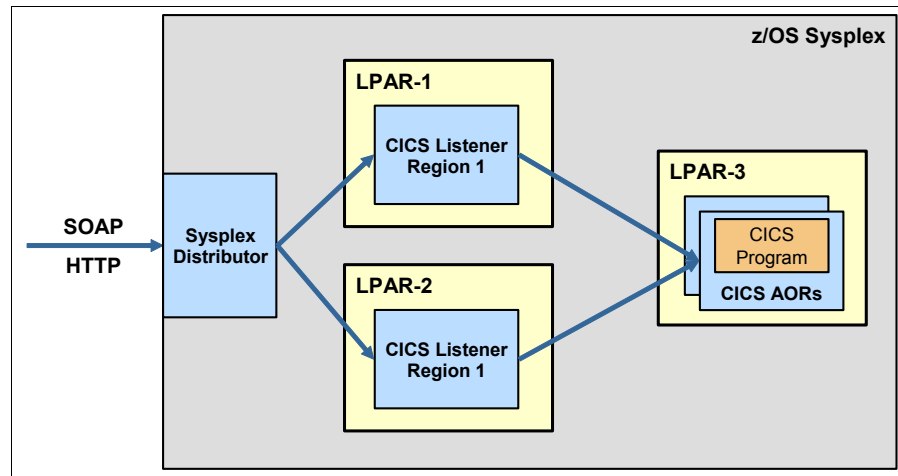 z/OS Sysplex
SOAP
HTTP
Sysplex
Distributor
LPAR-1
CICS Listener
Region 1
LPAR-2
CICS Listener
Region 1
LPAR-3
CICS
Program
CICS AORs